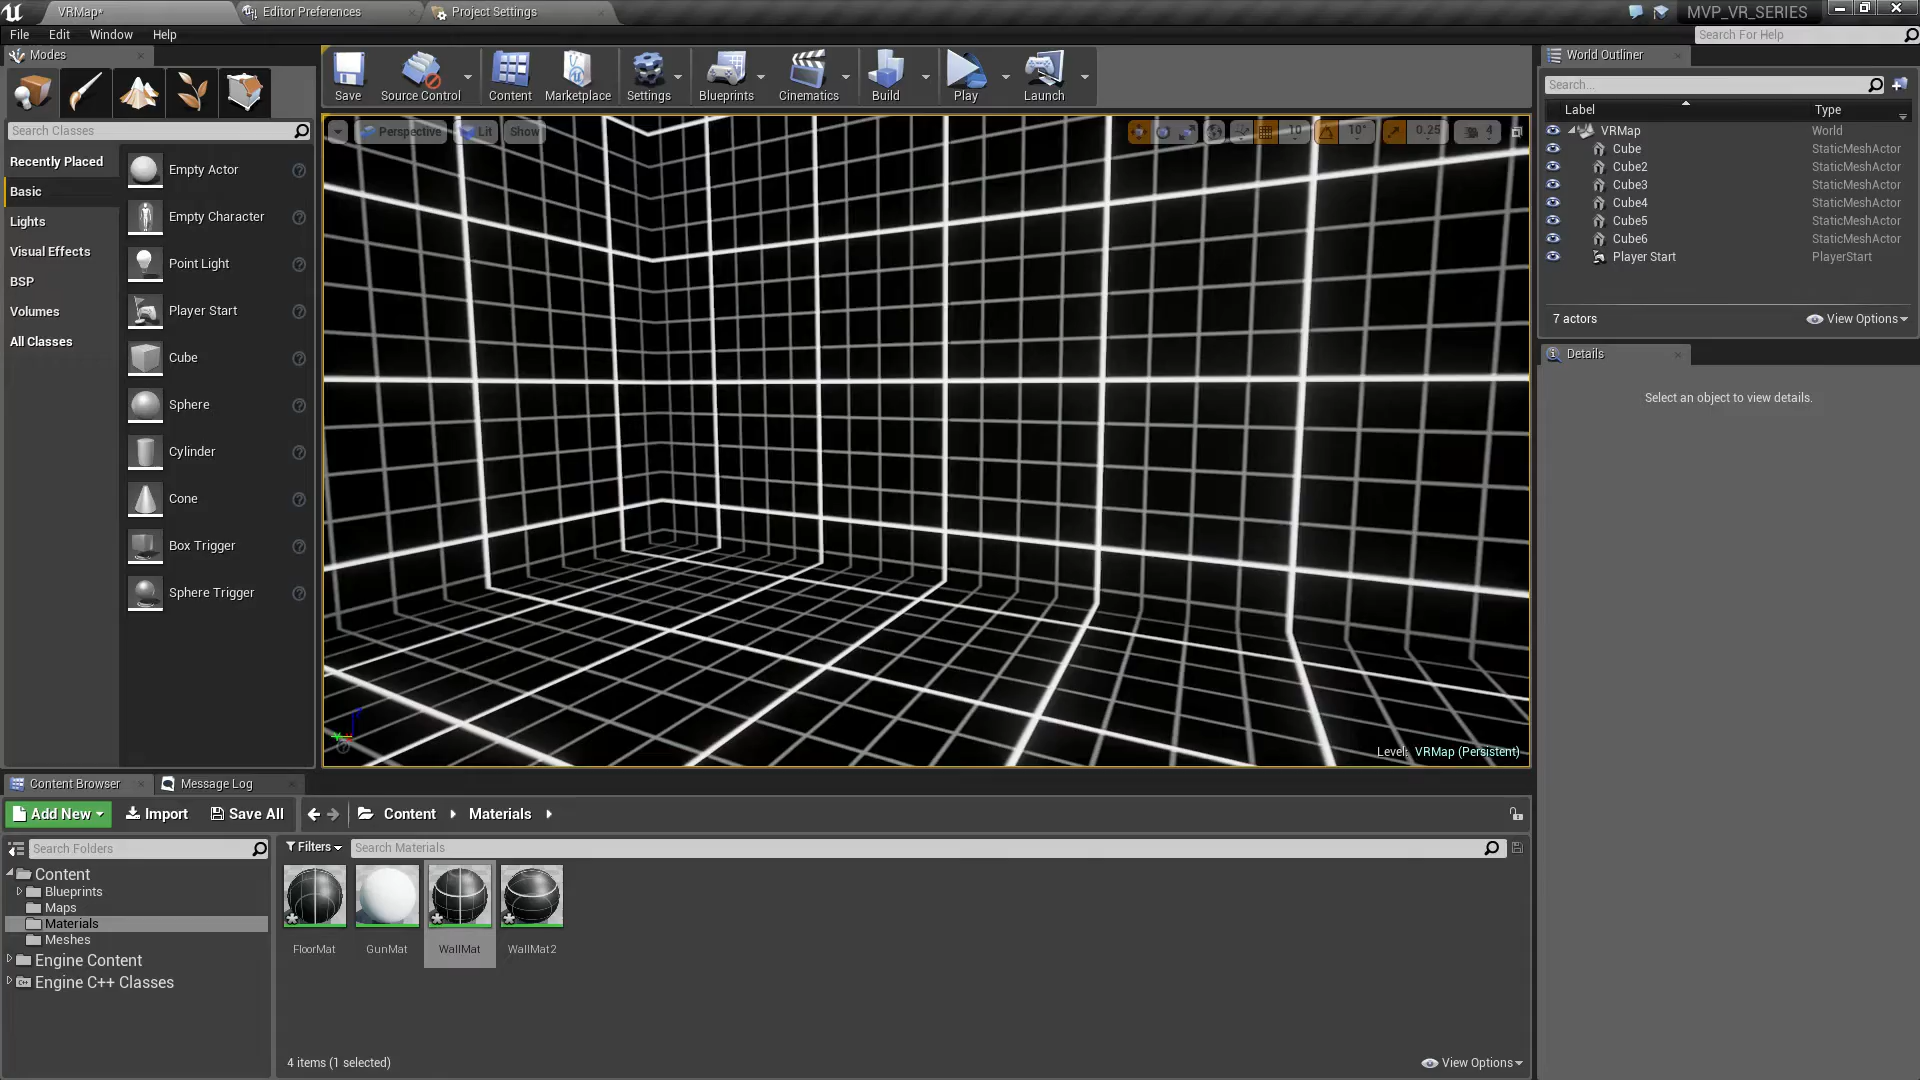 VRMap*
Editor Preferences
Project Settings
MVP_VR_SERIES
File Edit Window Help
Search For Help
Modes
Save
Source Control
Content
Marketplace
Settings
Blueprints
Cinematics
Build
Play
Launch
World Outliner
Search...
Label Type
VRMap World
Cube StaticMeshActor
Cube2 StaticMeshActor
Cube3 StaticMeshActor
Cube4 StaticMeshActor
Cube5 StaticMeshActor
Cube6 StaticMeshActor
Player Start PlayerStart
7 actors
View Options
Details
Select an object to view details.
Search Classes
Recently Placed
Basic
Lights
Visual Effects
BSP
Volumes
All Classes
Empty Actor
Empty Character
Point Light
Player Start
Cube
Sphere
Cylinder
Cone
Box Trigger
Sphere Trigger
Perspective Lit Show
10 10° 0.25 4
Level: VRMap (Persistent)
Content Browser
Message Log
Add New
Import
Save All
Content
Materials
Search Folders
Filters
Search Materials
Content
Blueprints
Maps
Materials
Meshes
Engine Content
Engine C++ Classes
FloorMat
GunMat
WallMat
WallMat2
4 items (1 selected)
View Options